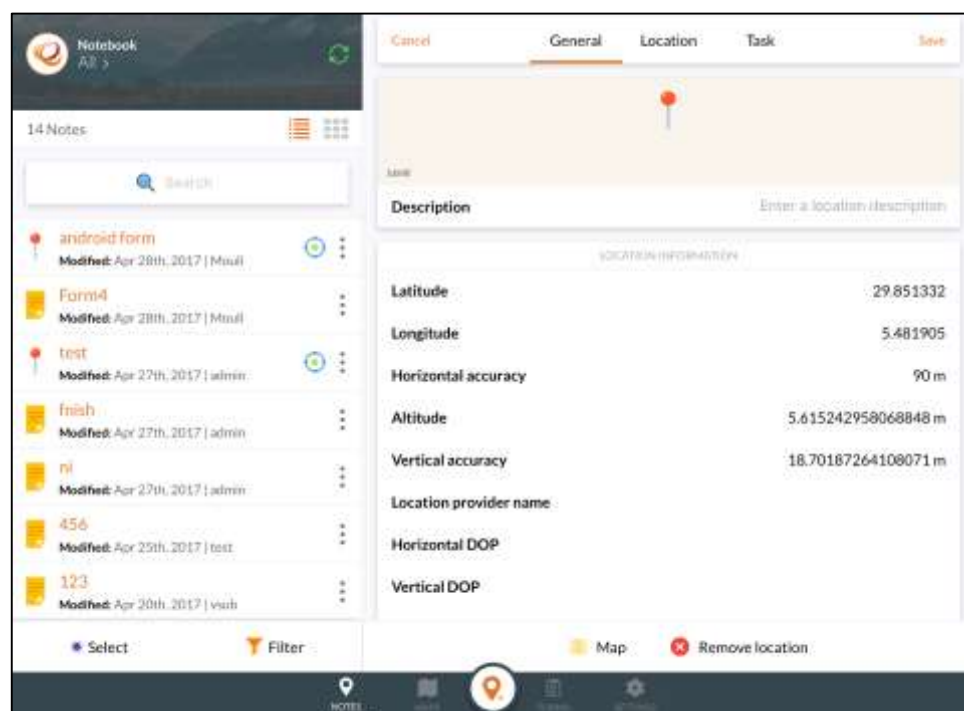 Notebook
All >
14 Notes
Search
android form
Modified: Apr 28th, 2017 | Mouli
Form4
Modified: Apr 28th, 2017 | Mouli
test
Modified: Apr 27th, 2017 | admin
fnish
Modified: Apr 27th, 2017 | admin
ni
Modified: Apr 27th, 2017 | admin
456
Modified: Apr 25th, 2017 | test
123
Modified: Apr 20th, 2017 | vsub
Select
Filter
Cancel
General
Location
Task
Save
Description
Enter a location description
LOCATION INFORMATION
Latitude
29.851332
Longitude
5.481905
Horizontal accuracy
90 m
Altitude
5.615242958068848 m
Vertical accuracy
18.70187264108071 m
Location provider name
Horizontal DOP
Vertical DOP
Map
Remove location
NOTES